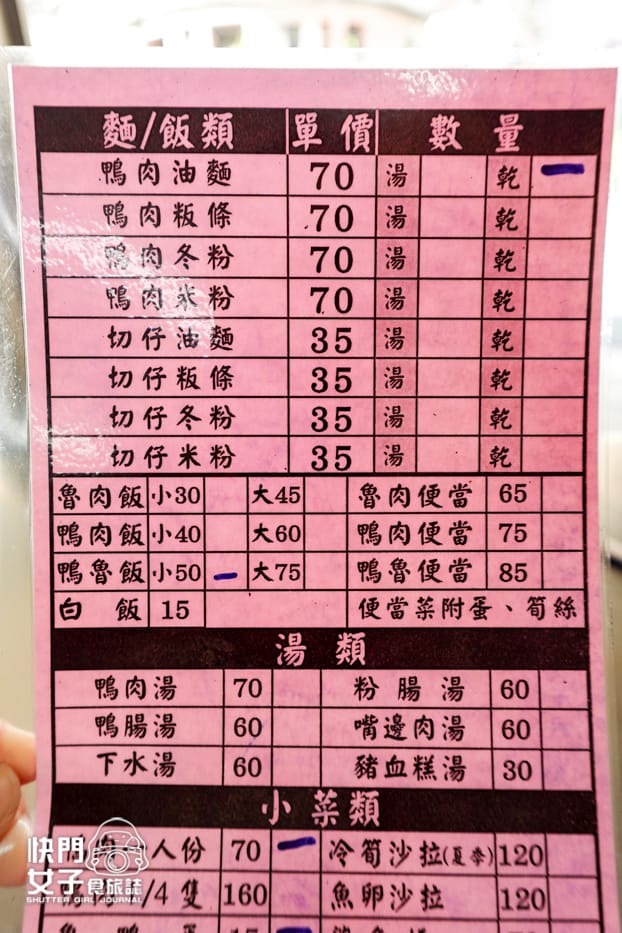 麵/飯類 單價 數量
鴨肉油麵 70 湯 乾 一
鴨肉粄條 70 湯 乾
鴨肉冬粉 70 湯 乾
鴨肉米粉 70 湯 乾
切仔油麵 35 湯 乾
切仔粄條 35 湯 乾
切仔冬粉 35 湯 乾
切仔米粉 35 湯 乾
魯肉飯 小30 大45 魯肉便當 65
鴨肉飯 小40 大60 鴨肉便當 75
鴨魯飯 小50 一 大75 鴨魯便當 85
白飯 15 便當菜附蛋、筍絲
湯類
鴨肉湯 70 粉腸湯 60
鴨腸湯 60 嘴邊肉湯 60
下水湯 60 豬血糕湯 30
小菜類
人份 70 一 冷筍沙拉(夏季) 120
/4隻 160 魚卵沙拉 120
快門
女子食旅誌
SHUTTER GIRL JOURNAL